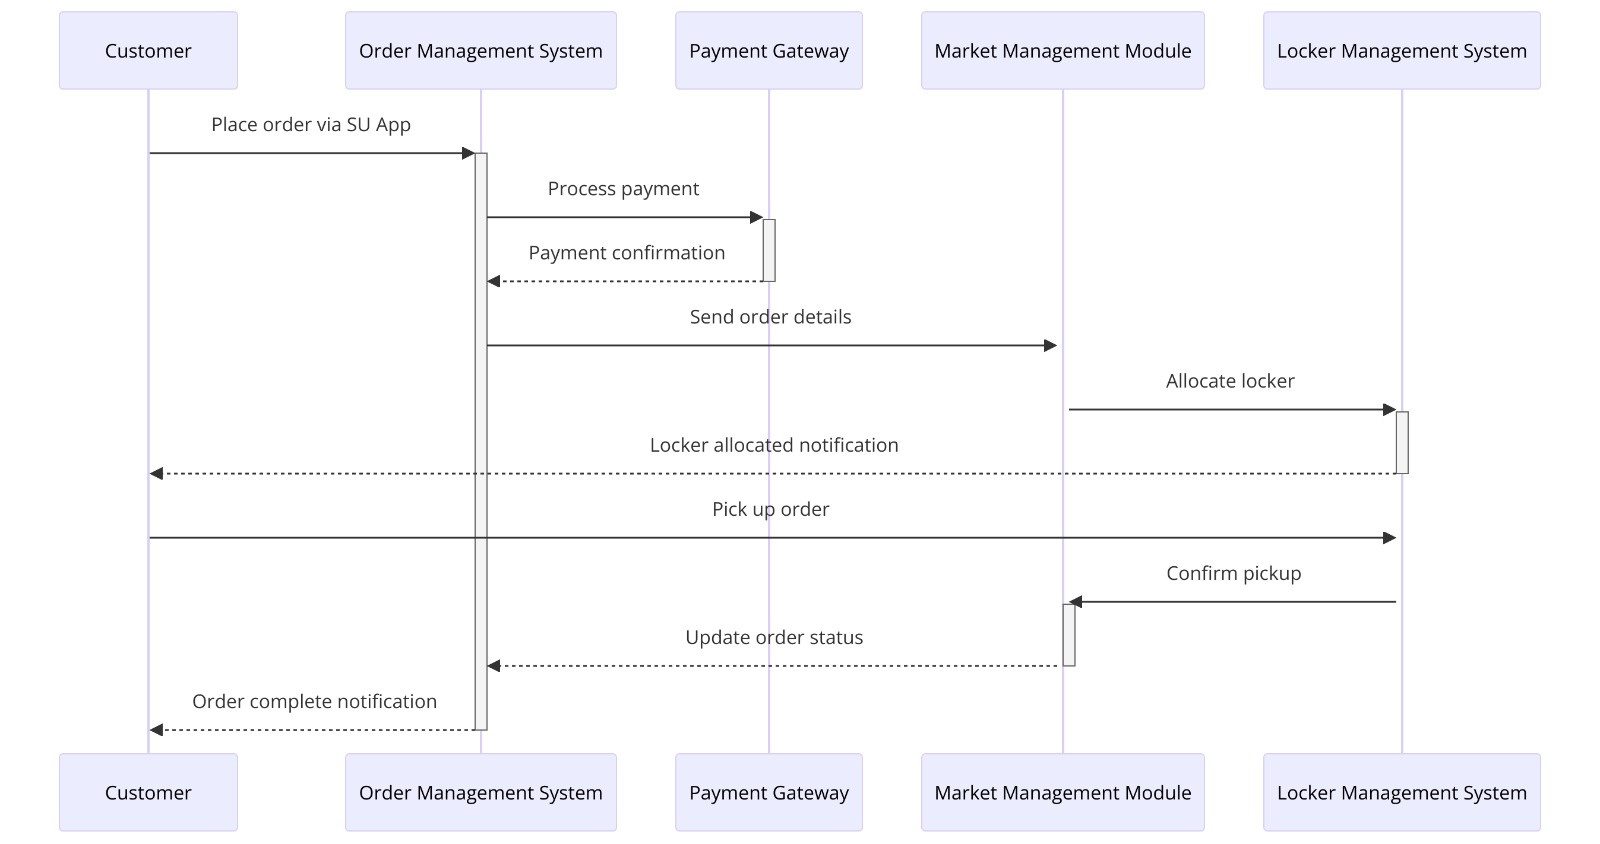 Customer
Order Management System
Payment Gateway
Market Management Module
Locker Management System
Place order via SU App
Process payment
Payment confirmation
Send order details
Allocate locker
Locker allocated notification
Pick up order
Confirm pickup
Update order status
Order complete notification
Customer
Order Management System
Payment Gateway
Market Management Module
Locker Management System